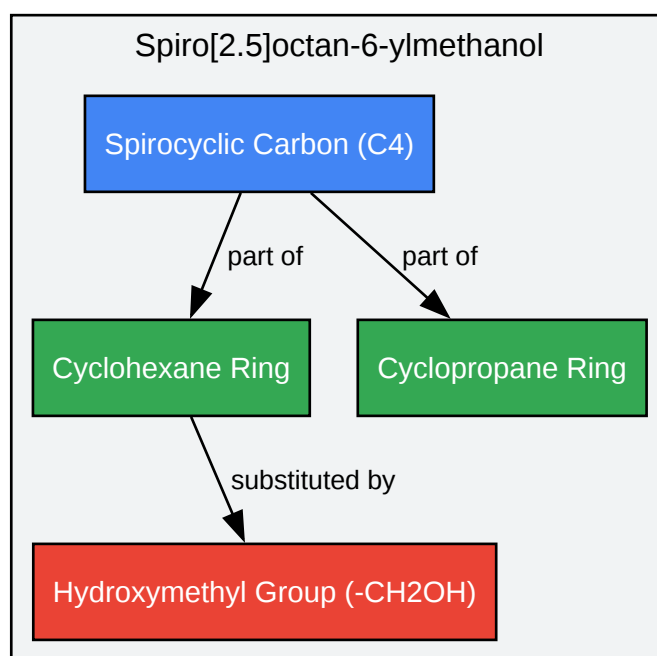 Spiro[2.5]octan-6-ylmethanol
Spirocyclic Carbon (C4)
part of
part of
Cyclohexane Ring
Cyclopropane Ring
substituted by
Hydroxymethyl Group (-CH2OH)